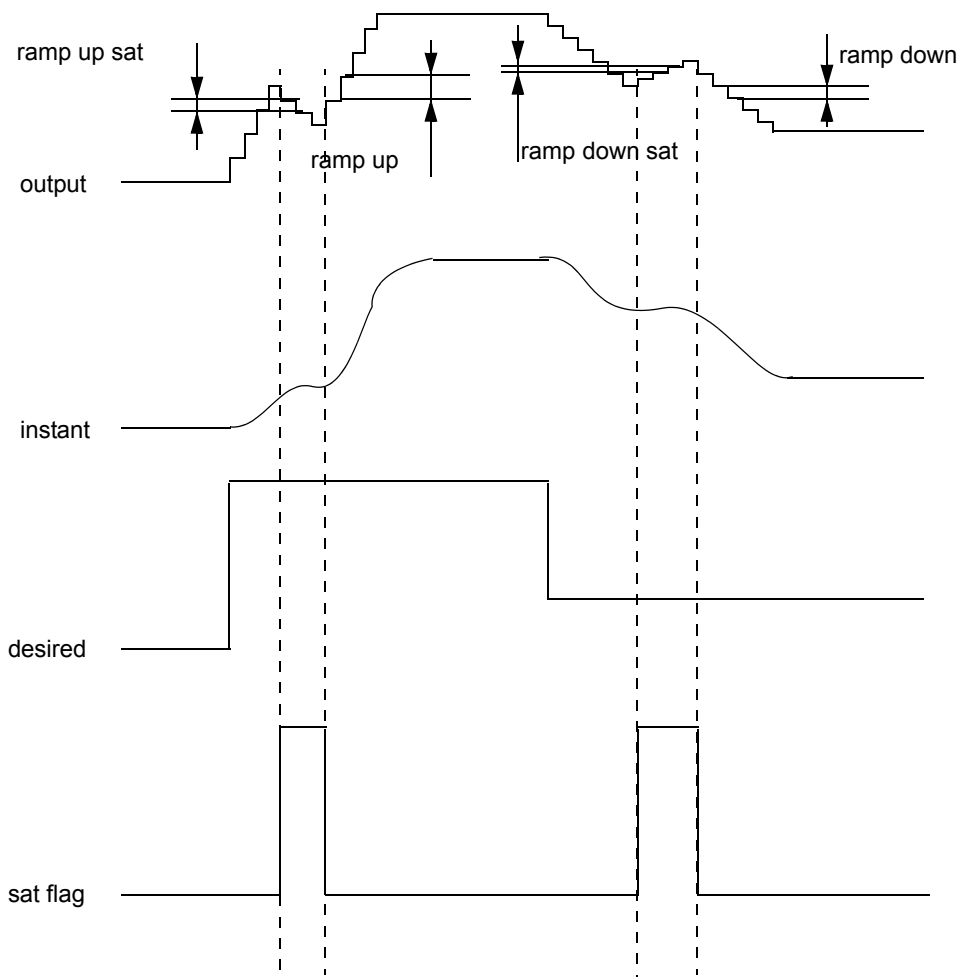 ramp up sat
ramp down
ramp up
ramp down sat
output
instant
desired
sat flag